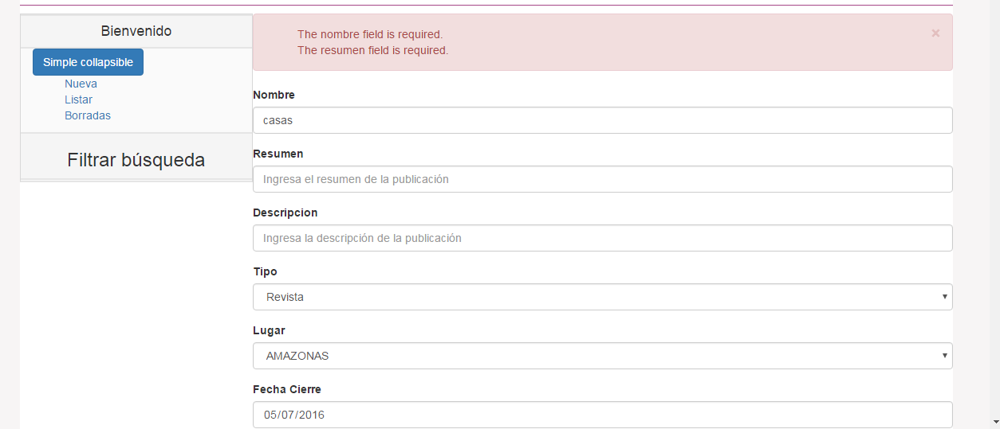 Bienvenido
Simple collapsible
Nueva
Listar
Borradas
Filtrar búsqueda
The nombre field is required.
The resumen field is required.
×
Nombre
casas
Resumen
Ingresa el resumen de la publicación
Descripcion
Ingresa la descripción de la publicación
Tipo
Revista
Lugar
AMAZONAS
Fecha Cierre
05/07/2016